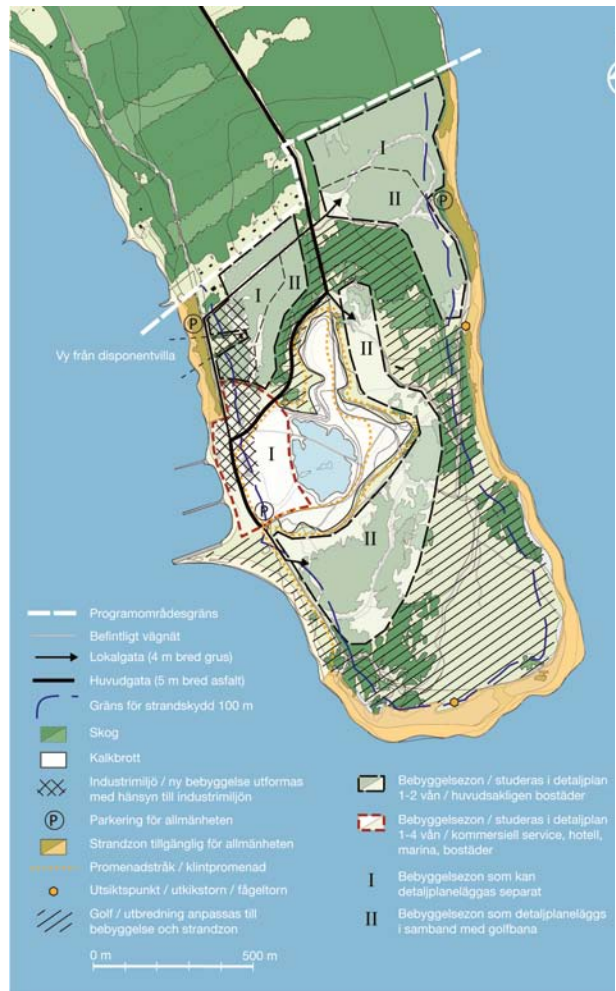 I
II
P
I
II
P
Vy från disponentvilla
II
I
P
II
Programområdesgräns
Befintligt vägnät
Lokalgata (4 m bred grus)
Huvudgata (5 m bred asfalt)
Gräns för strandskydd 100 m
Skog
Kalkbrott
Industrimiljö / ny bebyggelse utformas
med hänsyn till industrimiljön
P
Parkering för allmänheten
Strandzon tillgänglig för allmänheten
Promenadstråk / klintpromenad
Utsiktspunkt / utkikstorn / fågeltorn
Golf / utbredning anpassas till
bebyggelse och strandzon
0 m
500 m
Bebyggelsezon / studeras i detaljplan
1-2 vån / huvudsakligen bostäder
Bebyggelsezon / studeras i detaljplan
1-4 vån / kommersiell service, hotell,
marina, bostäder
I
Bebyggelsezon som kan
detaljplaneläggas separat
II
Bebyggelsezon som detaljplaneläggs
i samband med golfbana